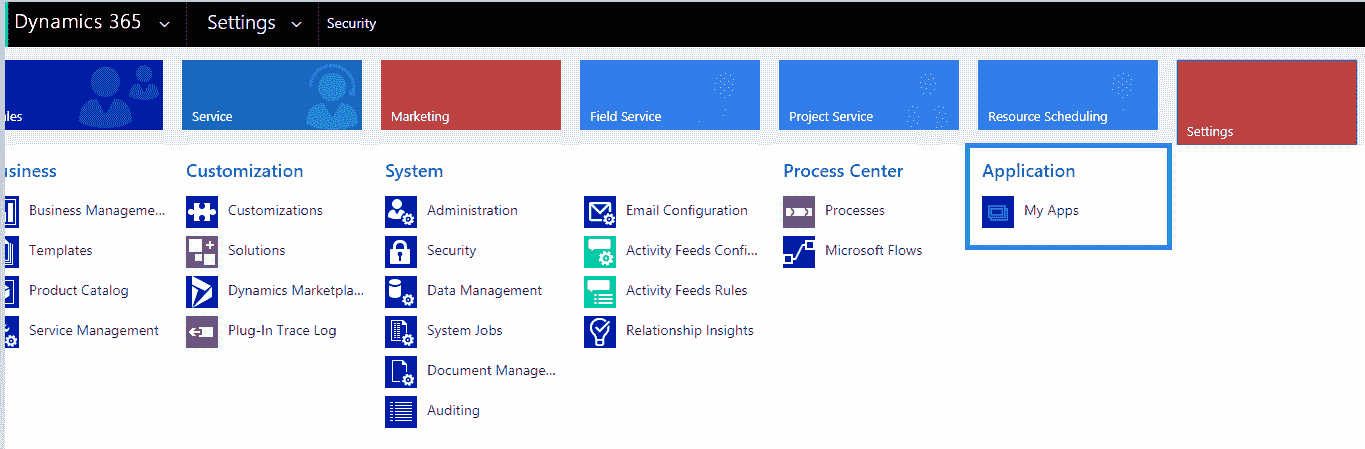 Dynamics 365 Settings Security
ales Service Marketing Field Service Project Service Resource Scheduling Settings
usiness Customization System Process Center Application
Business Manageme... Customizations Administration Email Configuration Processes My Apps
Templates Solutions Security Activity Feeds Confi... Microsoft Flows
Product Catalog Dynamics Marketpla... Data Management Activity Feeds Rules
Service Management Plug-In Trace Log System Jobs Relationship Insights
Document Manage...
Auditing